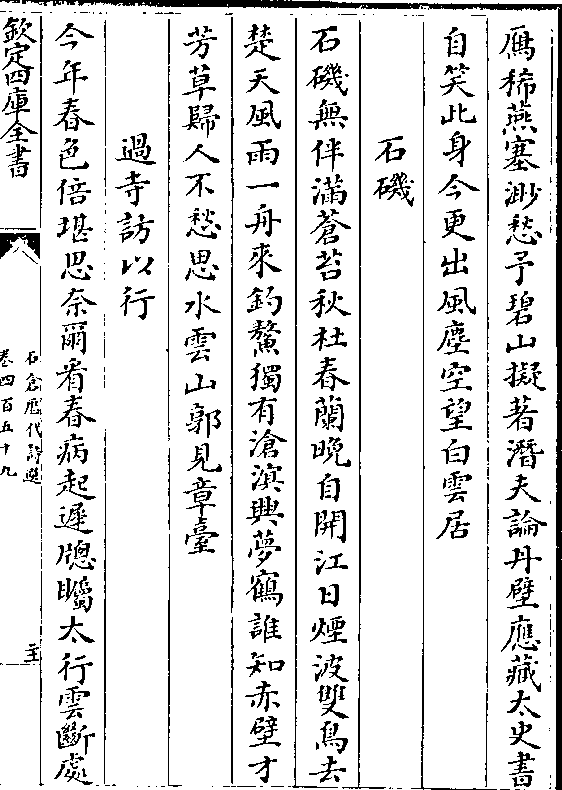 鴈稀燕塞渺愁予碧山擬著潛夫論丹壁應藏太史書
自笑此身今更出風塵空望白雲居
石磯
石磯無伴滿蒼苔秋杜春蘭晚自開江日煙波雙鳥去
楚天風雨一舟來釣鰲獨有滄溟興夢鶴誰知赤壁才
芳草歸人不愁思水雲山郭見章臺
過寺訪以行
今年春色倍堪思奈爾看春病起遲牕矚太行雲斷處
欽定四庫全書
石倉歷代詩選
卷四百五十九